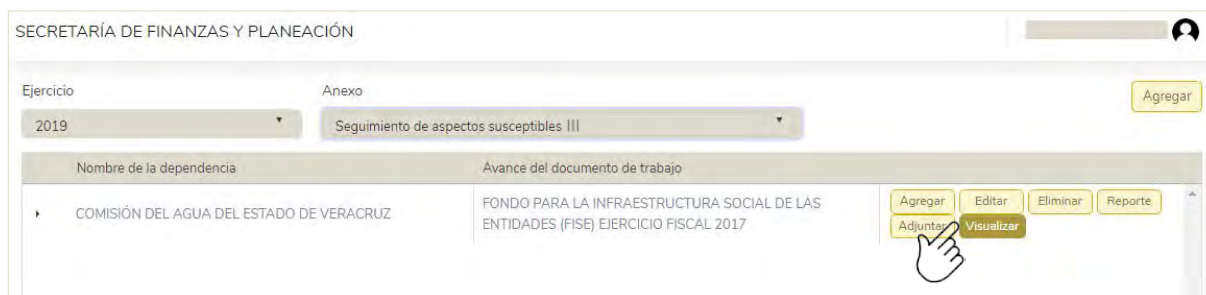 SECRETARÍA DE FINANZAS Y PLANEACIÓN
Ejercicio
Anexo
Agregar
2019
Seguimiento de aspectos susceptibles III
Nombre de la dependencia
Avance del documento de trabajo
COMISIÓN DEL AGUA DEL ESTADO DE VERACRUZ
FONDO PARA LA INFRAESTRUCTURA SOCIAL DE LAS
ENTIDADES (FISE) EJERCICIO FISCAL 2017
Agregar Editar Eliminar Reporte
Adjuntar Visualizar